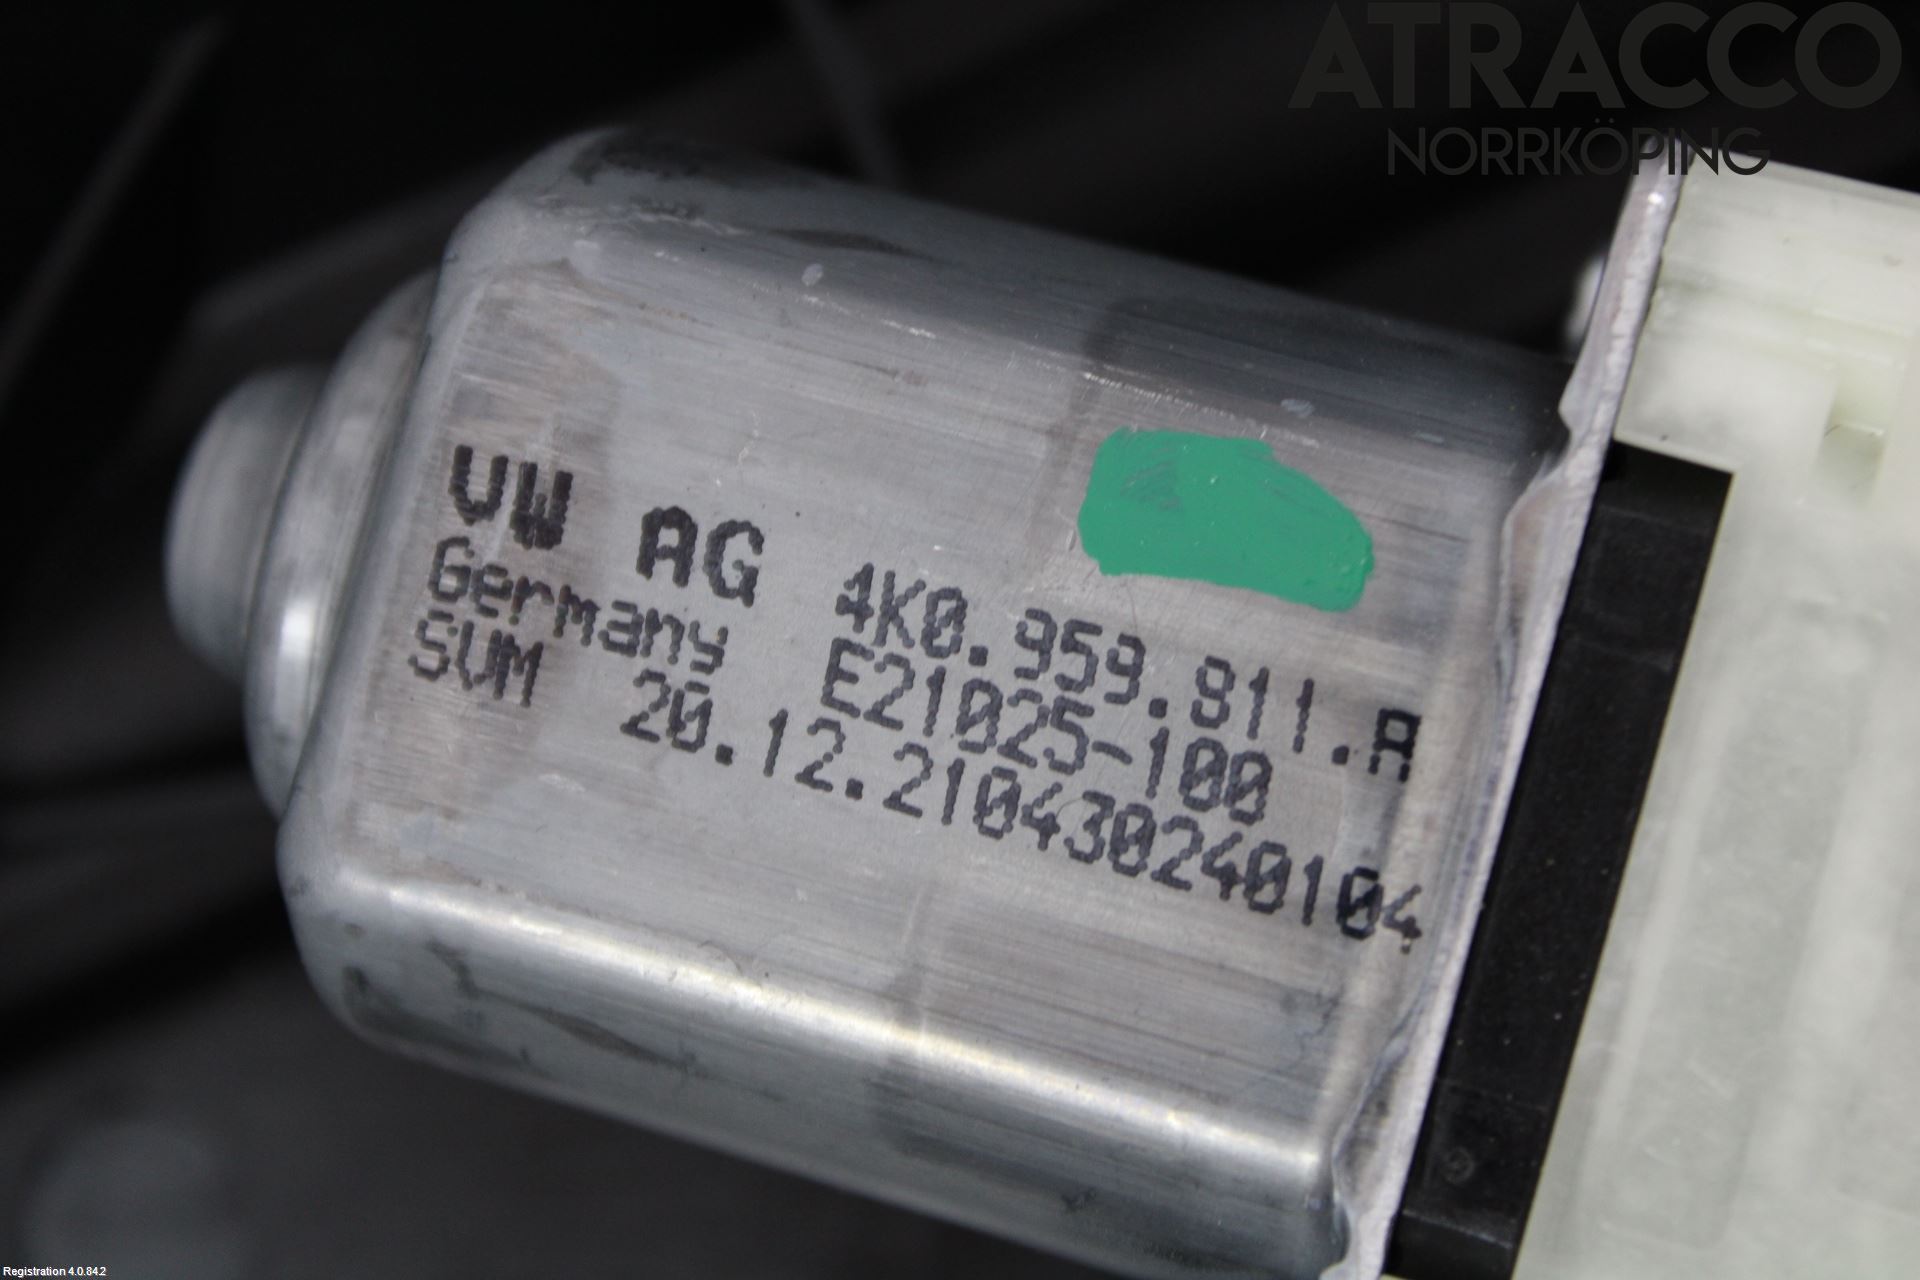 ATRACCO
NORRKÖPING
VW AG 4K0.959.811.A
Germany E21025-100
SVM 20.12.210430240104
Registration 4.0.84.2